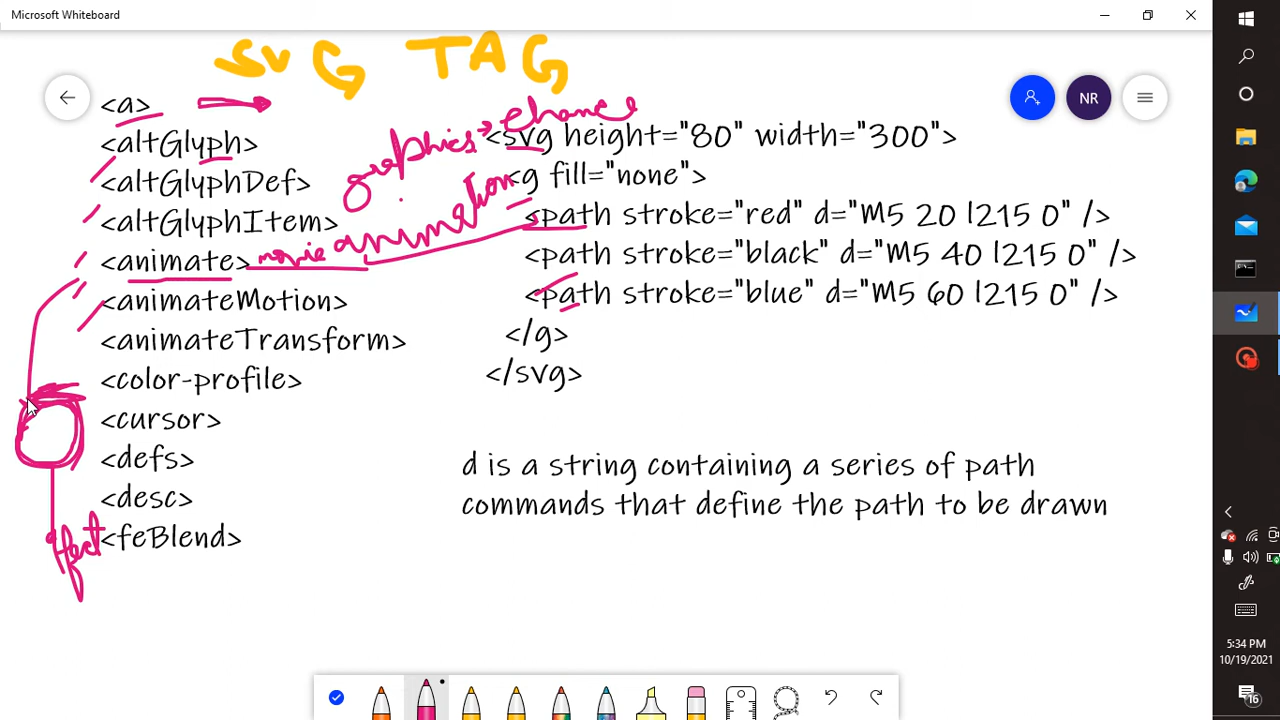 Microsoft Whiteboard
SVG TAG
<a>
<altGlyph>
<altGlyphDef>
<altGlyphItem>
<animate>
<animateMotion>
<animateTransform>
<color-profile>
<cursor>
<defs>
<desc>
<feBlend>
graphics
movie animation
effect
<svg height="80" width="300">
<g fill="none">
<path stroke="red" d="M5 20 l215 0" />
<path stroke="black" d="M5 40 l215 0" />
<path stroke="blue" d="M5 60 l215 0" />
</g>
</svg>
d is a string containing a series of path
commands that define the path to be drawn
NR
5:34 PM
10/19/2021
16